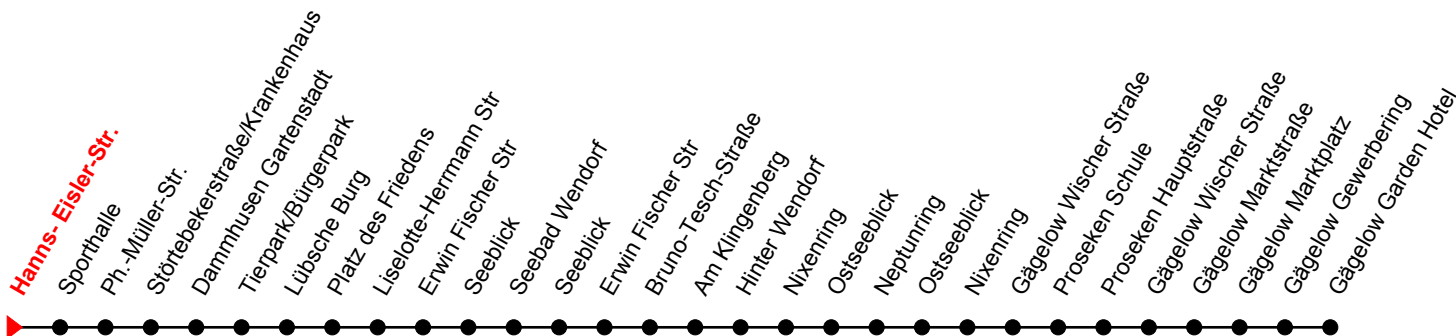 Hanns- Eisler-Str.
Sporthalle
Ph.-Müller-Str.
Störtebekerstraße/Krankenhaus
Dammhusen Gartenstadt
Tierpark/Bürgerpark
Lübsche Burg
Platz des Friedens
Liselotte-Herrmann Str
Erwin Fischer Str
Seeblick
Seebad Wendorf
Seeblick
Erwin Fischer Str
Bruno- Tesch-Straße
Am Klingenberg
Hinter Wendorf
Nixenring
Ostseeblick
Neptunring
Ostseeblick
Nixenring
Gägelow Wischer Straße
Proseken Schule
Proseken Hauptstraße
Gägelow Wischer Straße
Gägelow Marktstraße
Gägelow Marktplatz
Gägelow Gewerbering
Gägelow Garden Hotel